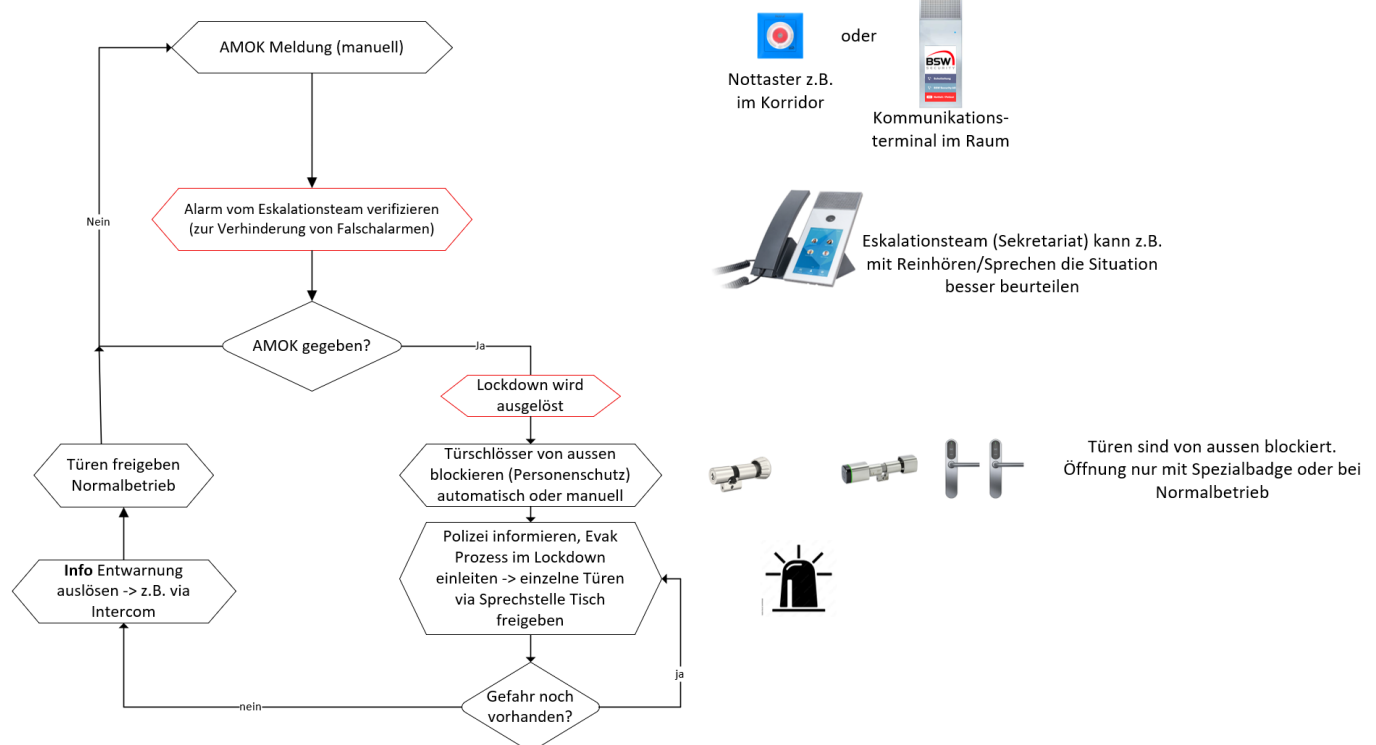 AMOK Meldung (manuell)
oder
BSW
SECURITY
Nottaster z.B.
im Korridor
Kommunikations-
terminal im Raum
Nein
Alarm vom Eskalationsteam verifizieren
(zur Verhinderung von Falschalarmen)
Eskalationsteam (Sekretariat) kann z.B.
mit Reinhören/Sprechen die Situation
besser beurteilen
AMOK gegeben?
Ja
Lockdown wird
ausgelöst
Türen freigeben
Normalbetrieb
Türschlösser von aussen
blockieren (Personenschutz)
automatisch oder manuell
Türen sind von aussen blockiert.
Öffnung nur mit Spezialbadge oder bei
Normalbetrieb
Info Entwarnung
auslösen -> z.B. via
Intercom
Polizei informieren, Evak
Prozess im Lockdown
einleiten -> einzelne Türen
via Sprechstelle Tisch
freigeben
ja
nein
Gefahr noch
vorhanden?